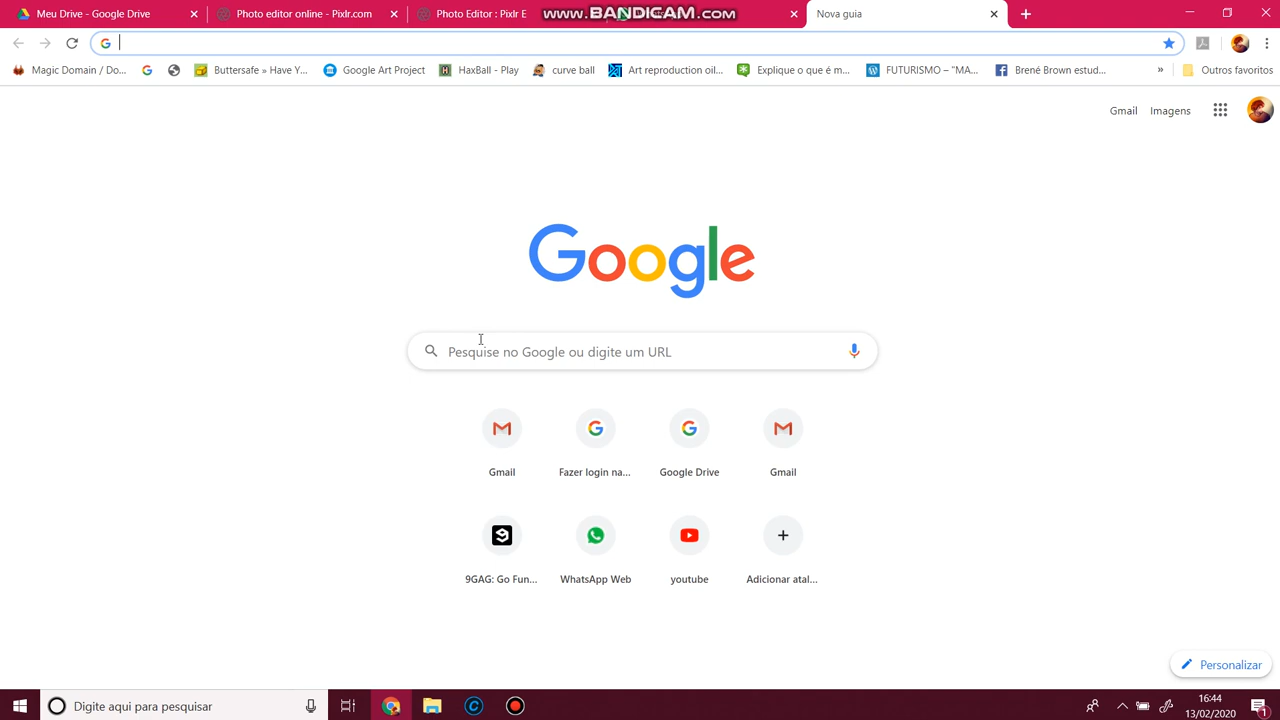 Meu Drive - Google Drive
Photo editor online - Pixlr.com
Photo Editor : Pixlr E
www.BANDICAM.com
Nova guia
Magic Domain / Do...
Buttersafe » Have Y...
Google Art Project
HaxBall - Play
curve ball
Art reproduction oil...
Explique o que é m...
FUTURISMO – "MA...
Brené Brown estud...
»
Outros favoritos
Gmail
Imagens
Google
Pesquise no Google ou digite um URL
Gmail
Fazer login na...
Google Drive
Gmail
9GAG: Go Fun...
WhatsApp Web
youtube
Adicionar atal...
Personalizar
Digite aqui para pesquisar
16:44
13/02/2020
1